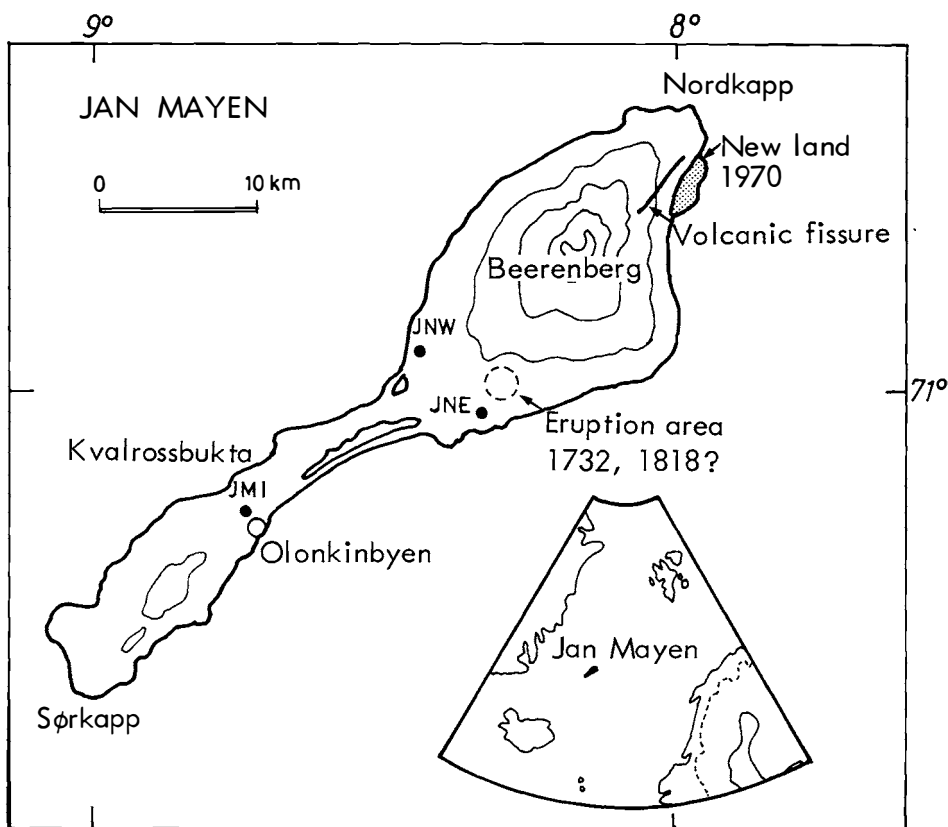 9°
8°
JAN MAYEN
Nordkapp
0
10 km
New land
1970
Volcanic fissure
Beerenberg
JNW
71°
JNE
Eruption area
1732, 1818?
Kvalrossbukta
JMI
Olonkinbyen
Jan Mayen
Sørkapp